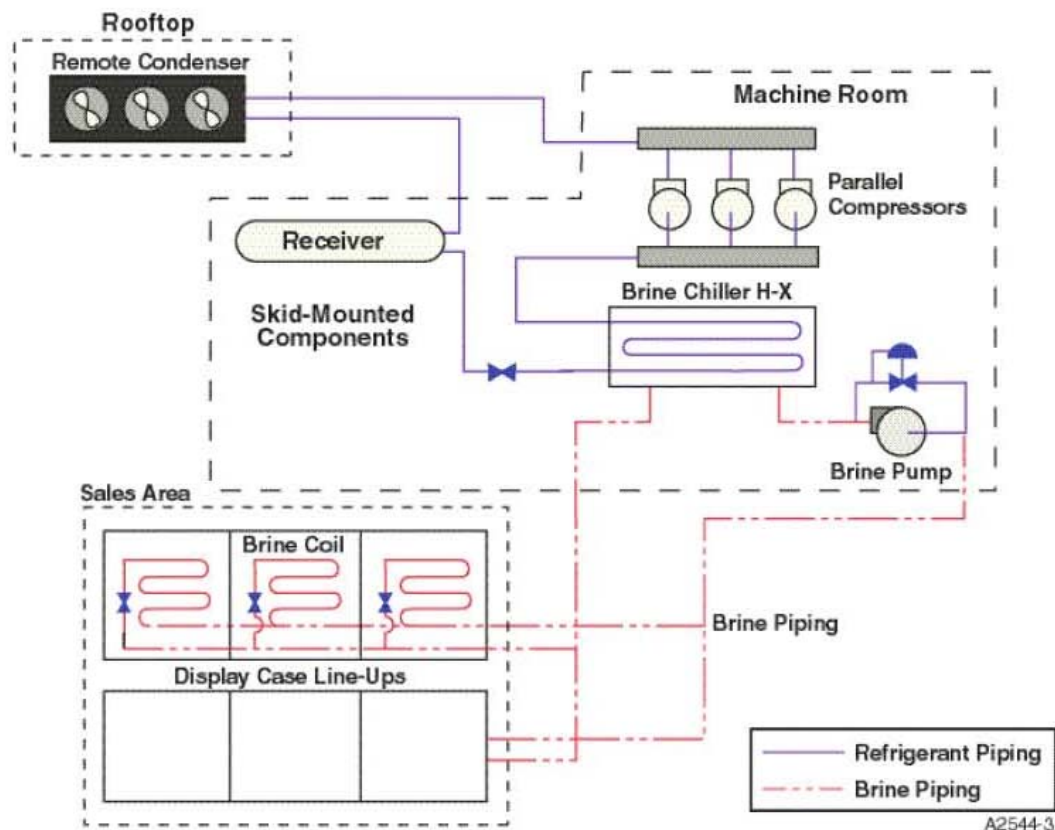 Rooftop
Remote Condenser
Machine Room
Parallel
Compressors
Receiver
Brine Chiller H-X
Skid-Mounted
Components
Brine Pump
Sales Area
Brine Coil
Brine Piping
Display Case Line-Ups
Refrigerant Piping
Brine Piping
A2544-3